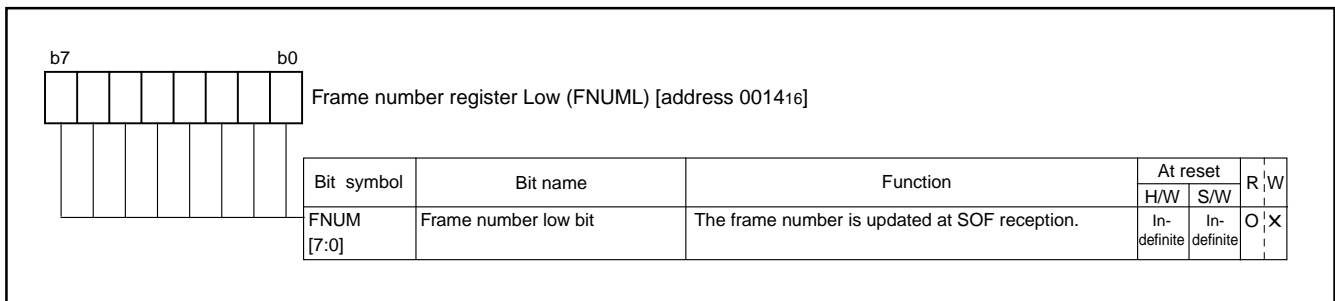 b7 b0
Frame number register Low (FNUML) [address 001416]
Bit symbol Bit name Function At reset R W
H/W S/W
FNUM Frame number low bit The frame number is updated at SOF reception. In- In- O X
[7:0] definite definite